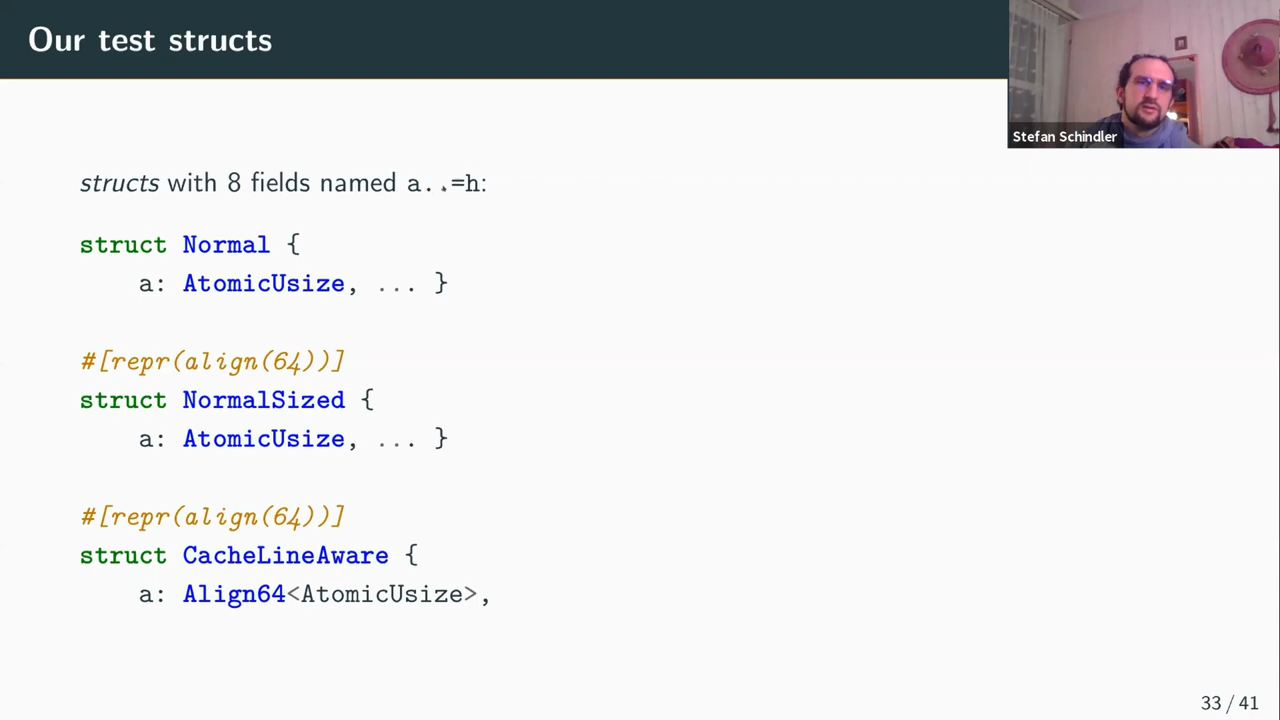 Our test structs
Stefan Schindler
structs with 8 fields named a..=h:
struct Normal {
    a: AtomicUsize, ... }
#[repr(align(64))]
struct NormalSized {
    a: AtomicUsize, ... }
#[repr(align(64))]
struct CacheLineAware {
    a: Align64<AtomicUsize>,
33 / 41